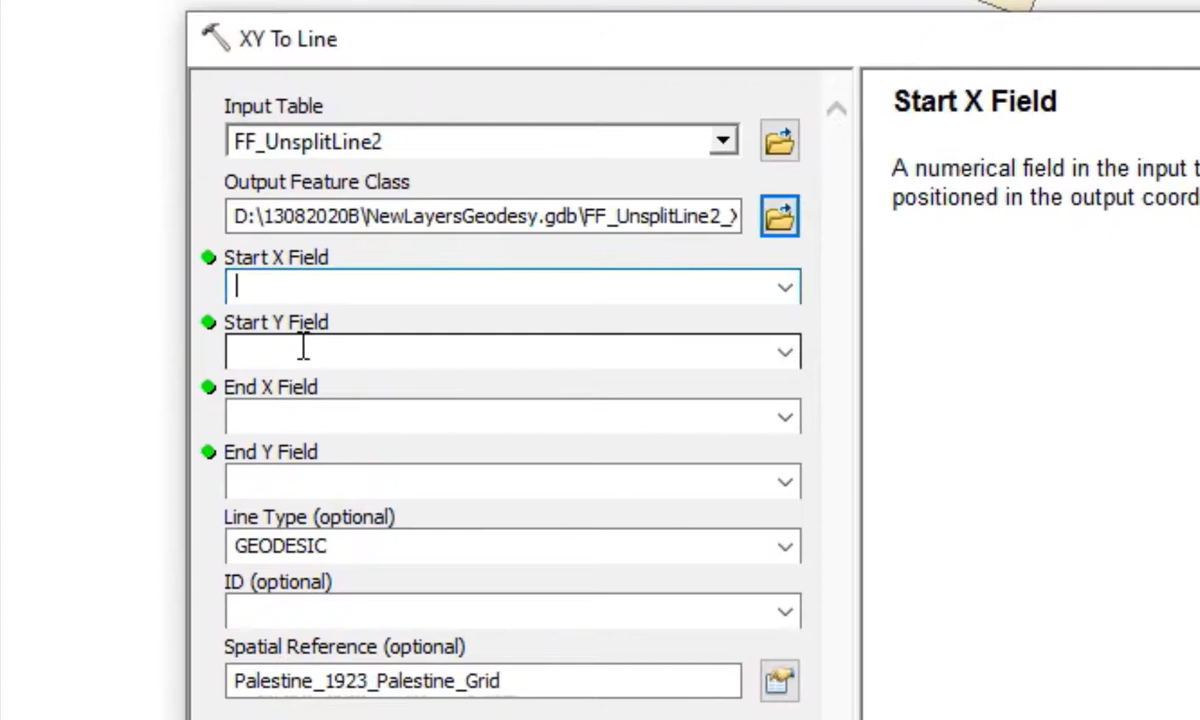 XY To Line
Input Table
FF_UnsplitLine2
Output Feature Class
D:\13082020B\NewLayersGeodesy.gdb\FF_UnsplitLine2_X
Start X Field
Start Y Field
End X Field
End Y Field
Line Type (optional)
GEODESIC
ID (optional)
Spatial Reference (optional)
Palestine_1923_Palestine_Grid
Start X Field
A numerical field in the input t
positioned in the output coord